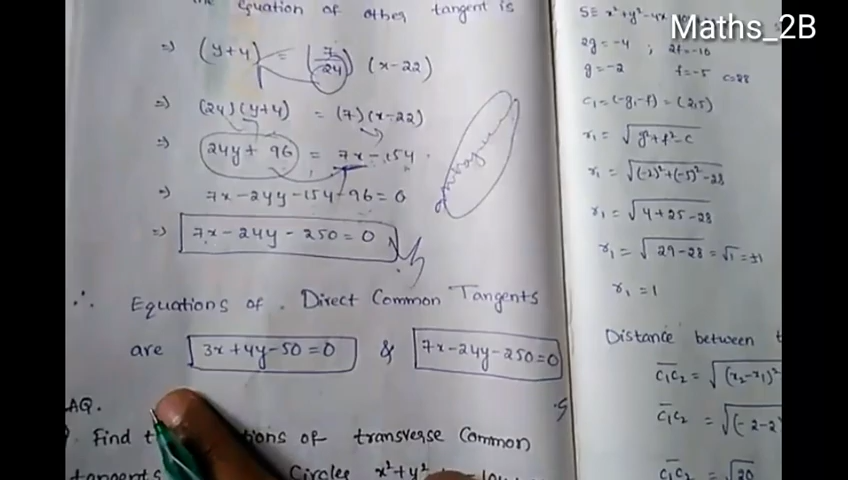 the Equation of other tangent is
=> (y+4) = (7/24) (x-22)
=> (24)(y+4) = (7)(x-22)
=> 24y + 96 = 7x - 154
=> 7x-24y-154-96=0
=> 7x - 24y - 250 = 0
∴ Equations of Direct Common Tangents
are 3x+4y-50=0 & 7x-24y-250=0
AQ.
Find equations of transverse Common
tangents Circles x²+y²
Maths_2B
S≡ x²+y²-4x
2g=-4 ; 2f=-10
g=-2 f=-5 c=28
C₁=(-g,-f)=(2,5)
r₁ = √g²+f²-c
r₁ = √(-2)²+(-5)²-28
r₁ = √4+25-28
r₁ = √29-28 = √1 = ±1
r₁ = 1
Distance between
C₁C₂ = √(x₂-x₁)²
C₁C₂ = √(-2-2
C₁C₂ = √20